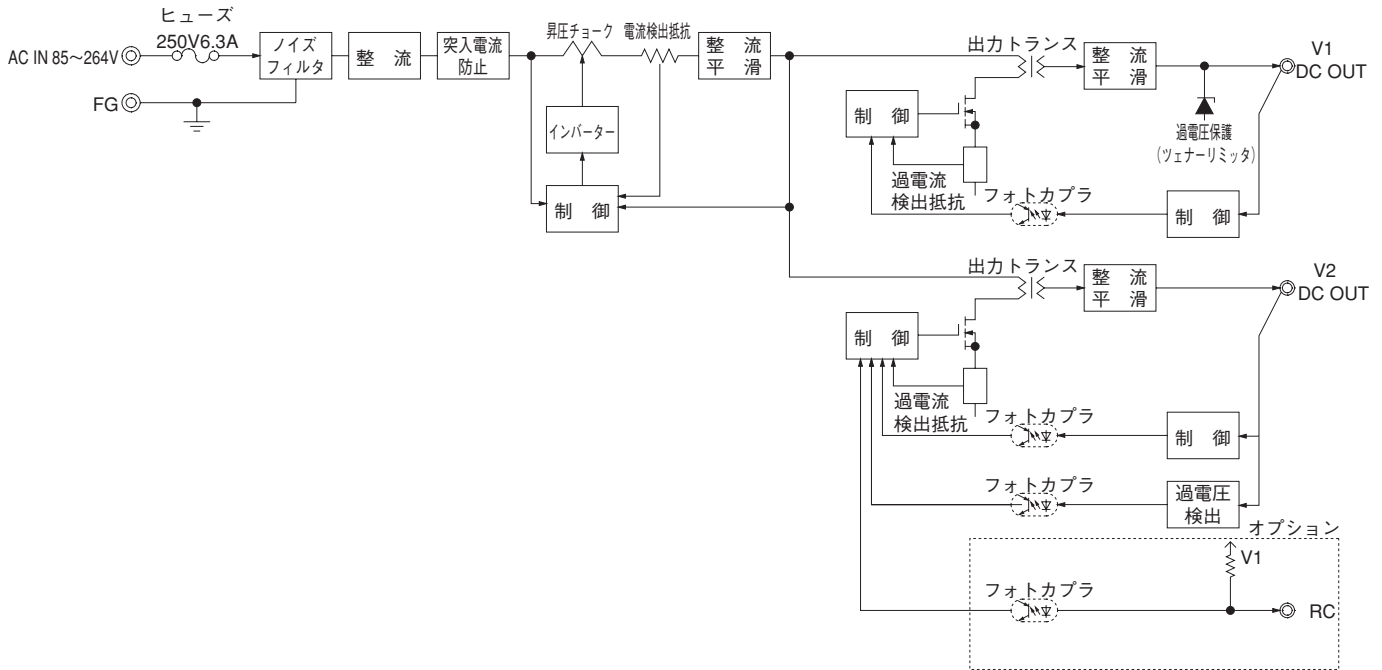 ヒューズ
250V6.3A
AC IN 85～264V
FG
ノイズ
フィルタ
整 流
突入電流
防止
昇圧チョーク
電流検出抵抗
整 流
平 滑
インバーター
制 御
出力トランス
整 流
平 滑
V1
DC OUT
制 御
過電流
検出抵抗
過電圧保護
(ツェナーリミッタ)
フォトカプラ
制 御
出力トランス
整 流
平 滑
V2
DC OUT
制 御
過電流
検出抵抗
フォトカプラ
制 御
フォトカプラ
過電圧
検出
オプション
V1
フォトカプラ
RC